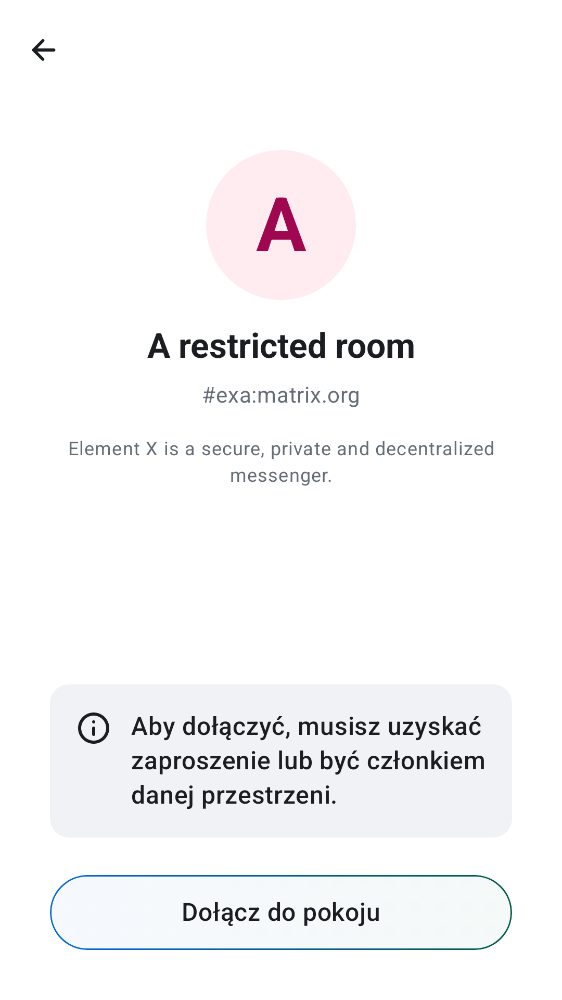 A
A restricted room
#exa:matrix.org
Element X is a secure, private and decentralized
messenger.
Aby dołączyć, musisz uzyskać
zaproszenie lub być członkiem
danej przestrzeni.
Dołącz do pokoju